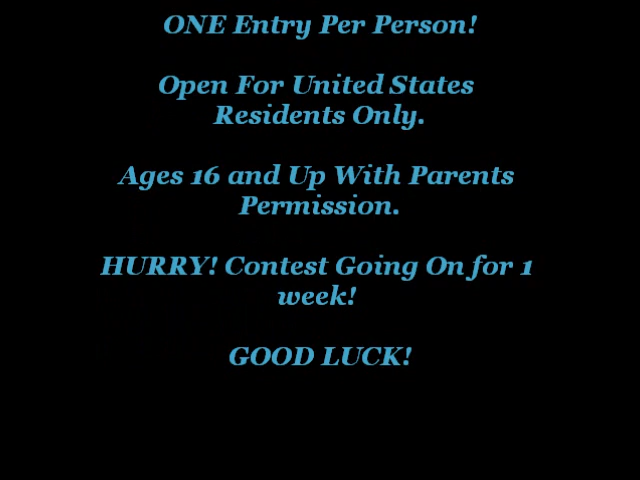 ONE Entry Per Person!
Open For United States
Residents Only.
Ages 16 and Up With Parents
Permission.
HURRY! Contest Going On for 1
week!
GOOD LUCK!